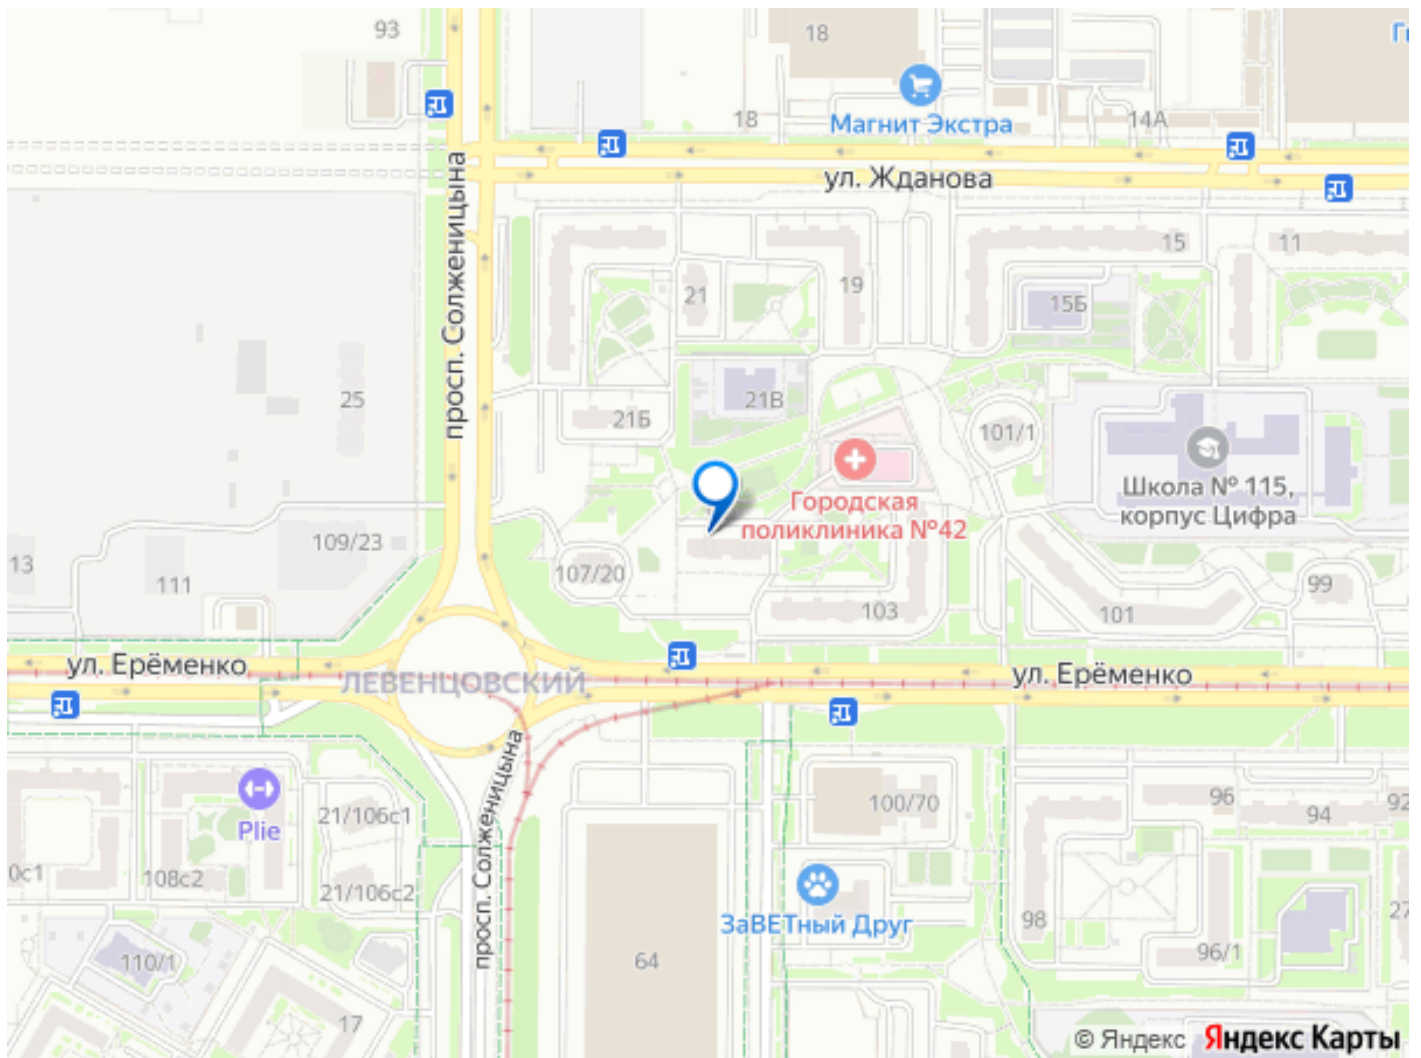 93
18
Ги
Магнит Экстра
18
14А
ул. Жданова
просп. Солженицына
15
11
19
21
15Б
25
21Б
21В
101/1
Городская
поликлиника №42
Школа № 115,
корпус Цифра
109/23
13
111
107/20
99
103
101
ул. Ерёменко
ЛЕВЕНЦОВСКИЙ
ул. Ерёменко
просп. Солженицына
Plie
21/106с1
100/70
96
94
92
0с1
108с2
21/106с2
ЗаВЕТный Друг
98
27
110/1
64
96/1
17
© Яндекс Яндекс Карты